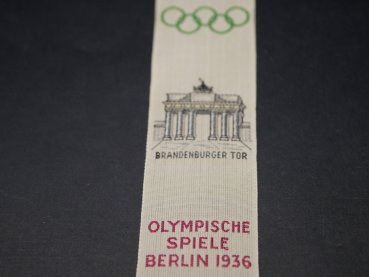 BRANDENBURGER TOR
OLYMPISCHE
SPIELE
BERLIN 1936